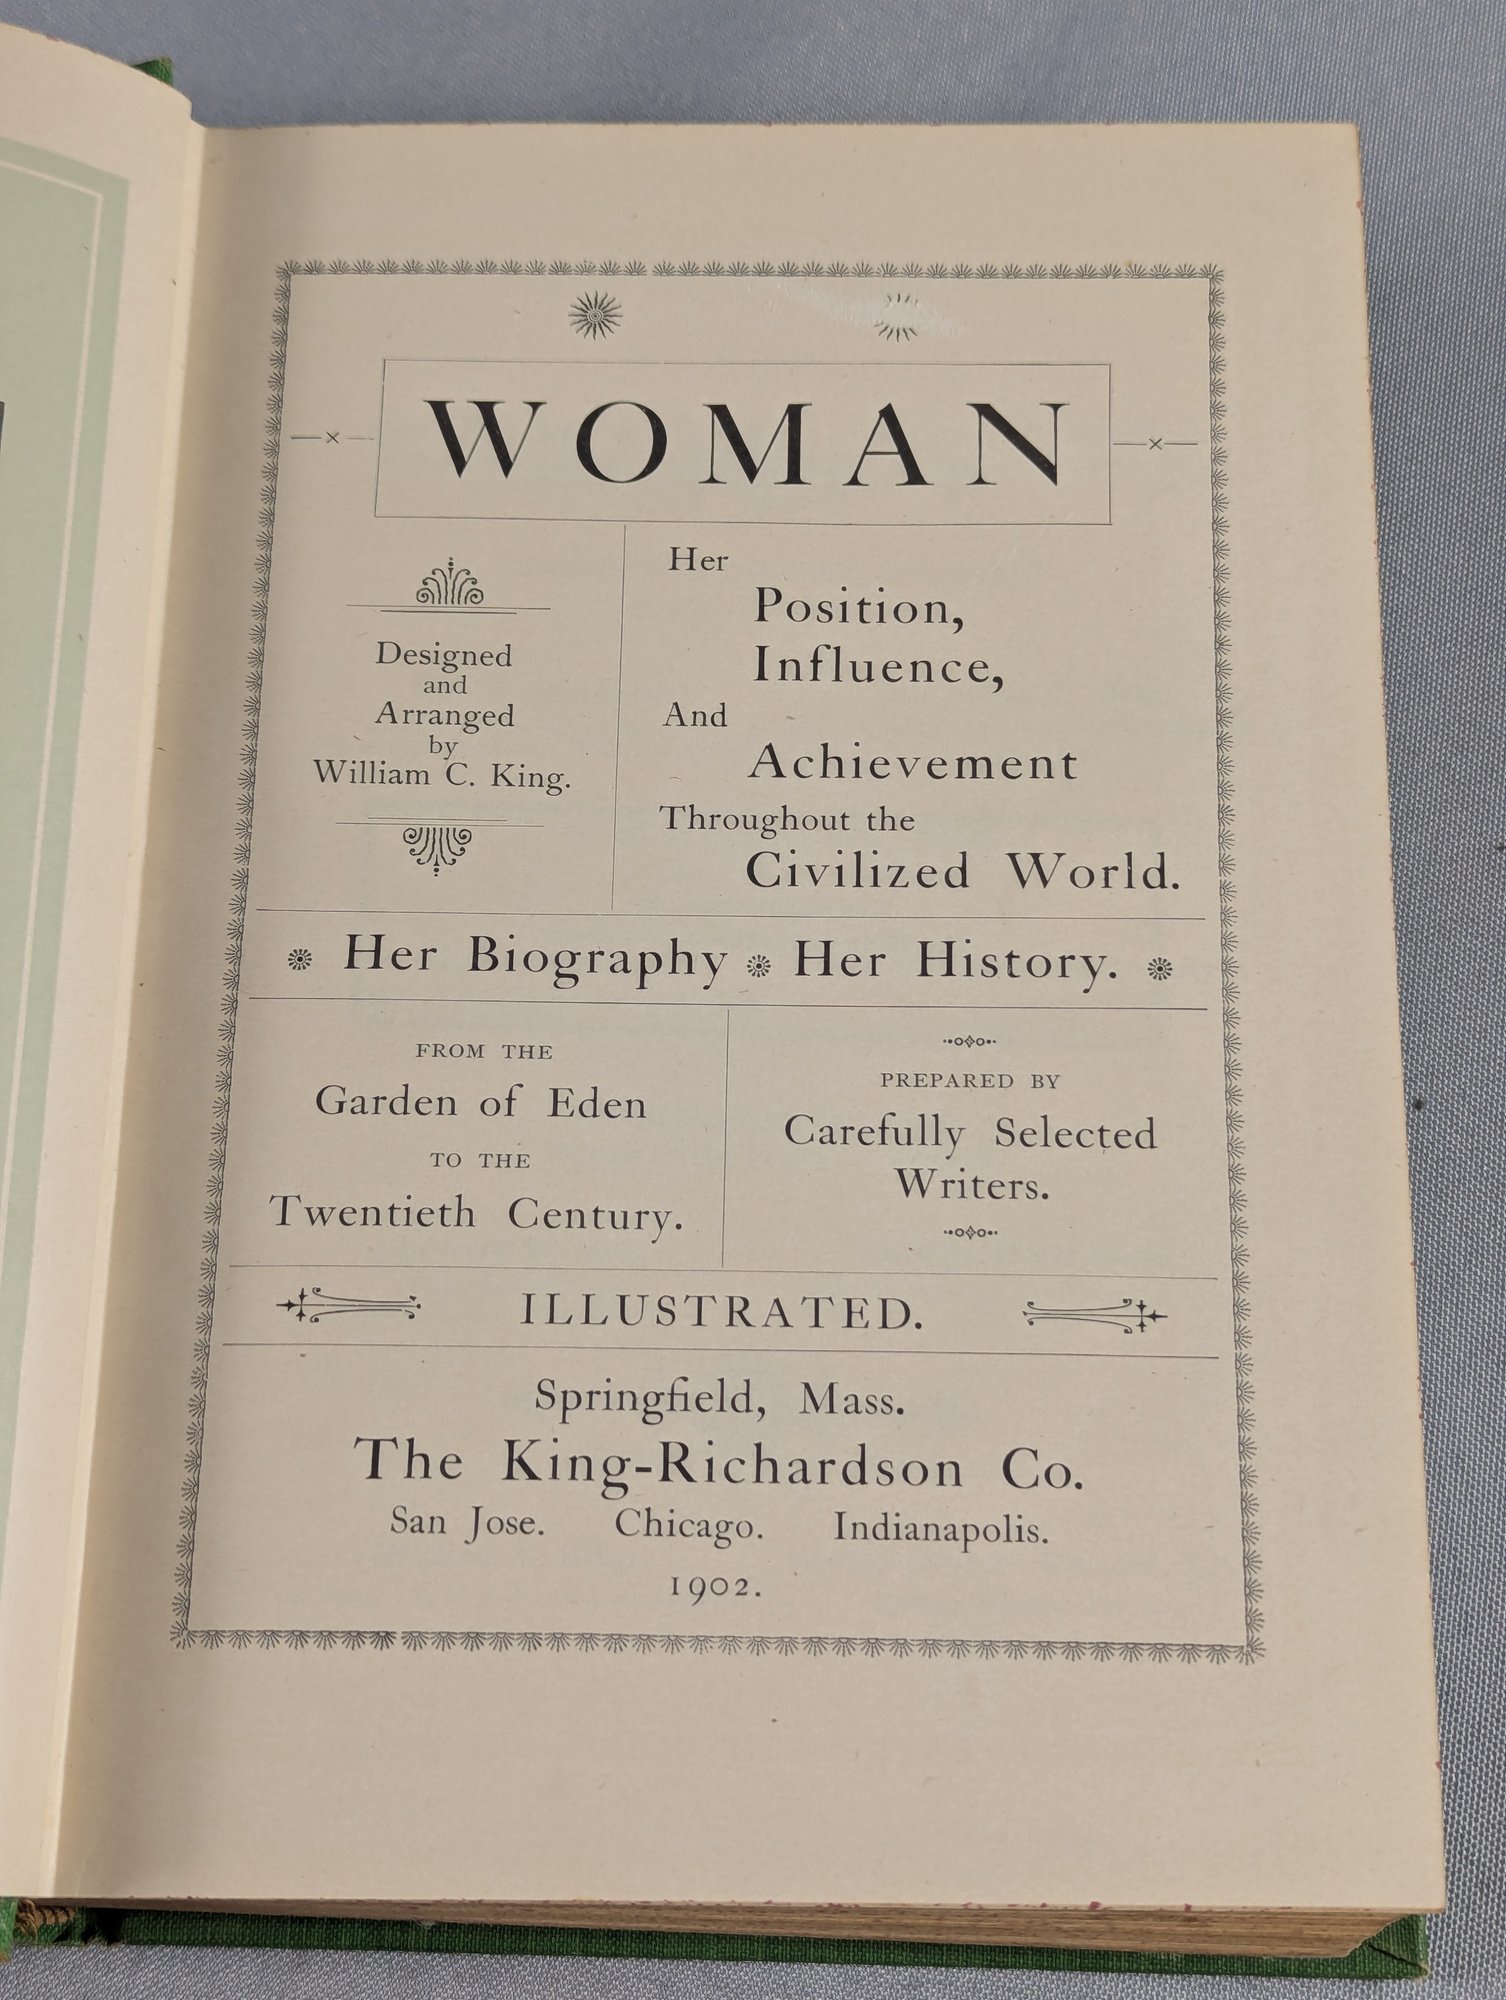 WOMAN
Designed
and
Arranged
by
William C. King.
Her
Position,
Influence,
And
Achievement
Throughout the
Civilized World.
Her Biography Her History.
FROM THE
Garden of Eden
TO THE
Twentieth Century.
PREPARED BY
Carefully Selected
Writers.
ILLUSTRATED.
Springfield, Mass.
The King-Richardson Co.
San Jose. Chicago. Indianapolis.
1902.